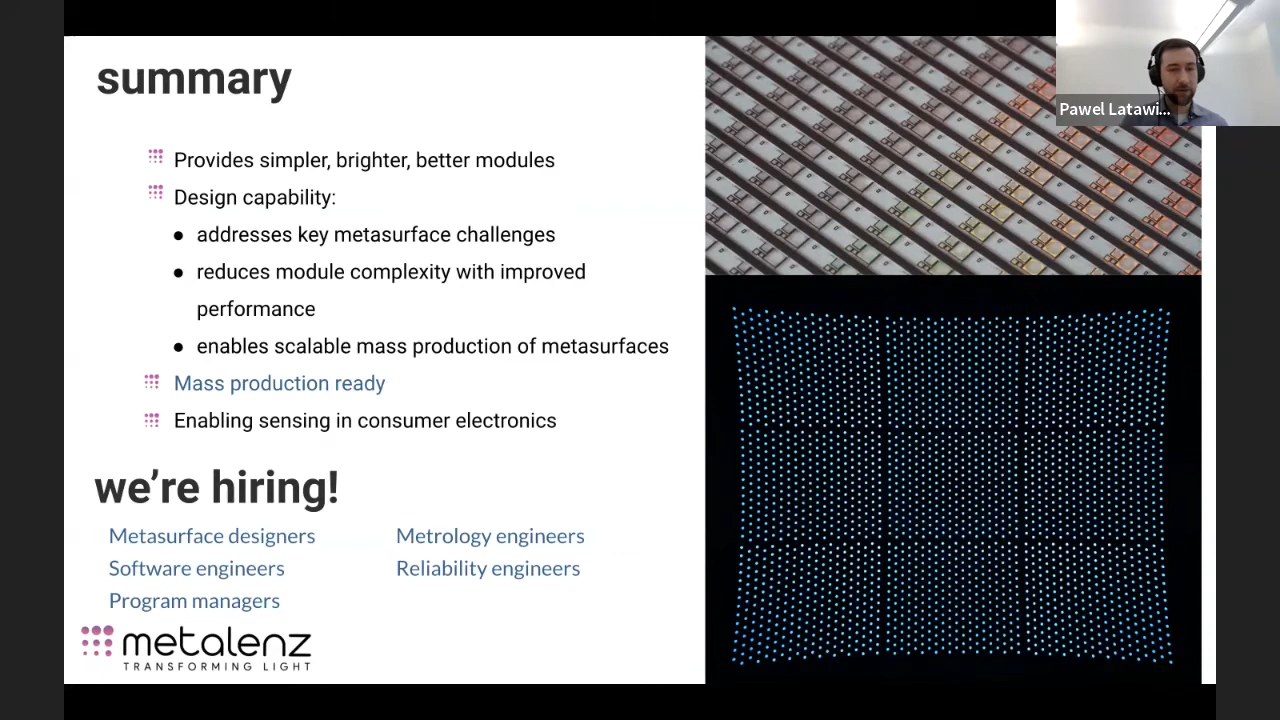 summary
Provides simpler, brighter, better modules
Design capability:
● addresses key metasurface challenges
● reduces module complexity with improved
performance
● enables scalable mass production of metasurfaces
Mass production ready
Enabling sensing in consumer electronics
we're hiring!
Metasurface designers
Software engineers
Program managers
Metrology engineers
Reliability engineers
metalenz
TRANSFORMING LIGHT
Pawel Latawi...